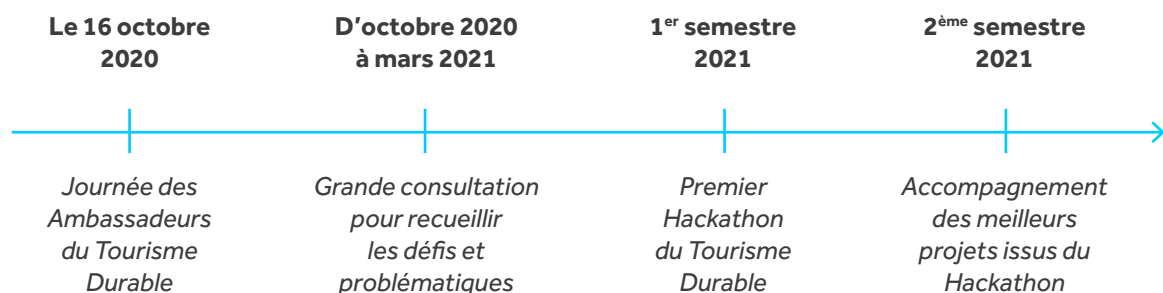 Le 16 octobre
2020
Journée des
Ambassadeurs
du Tourisme
Durable
D'octobre 2020
à mars 2021
Grande consultation
pour recueillir
les défis et
problématiques
1er semestre
2021
Premier
Hackathon
du Tourisme
Durable
2ème semestre
2021
Accompagnement
des meilleurs
projets issus du
Hackathon